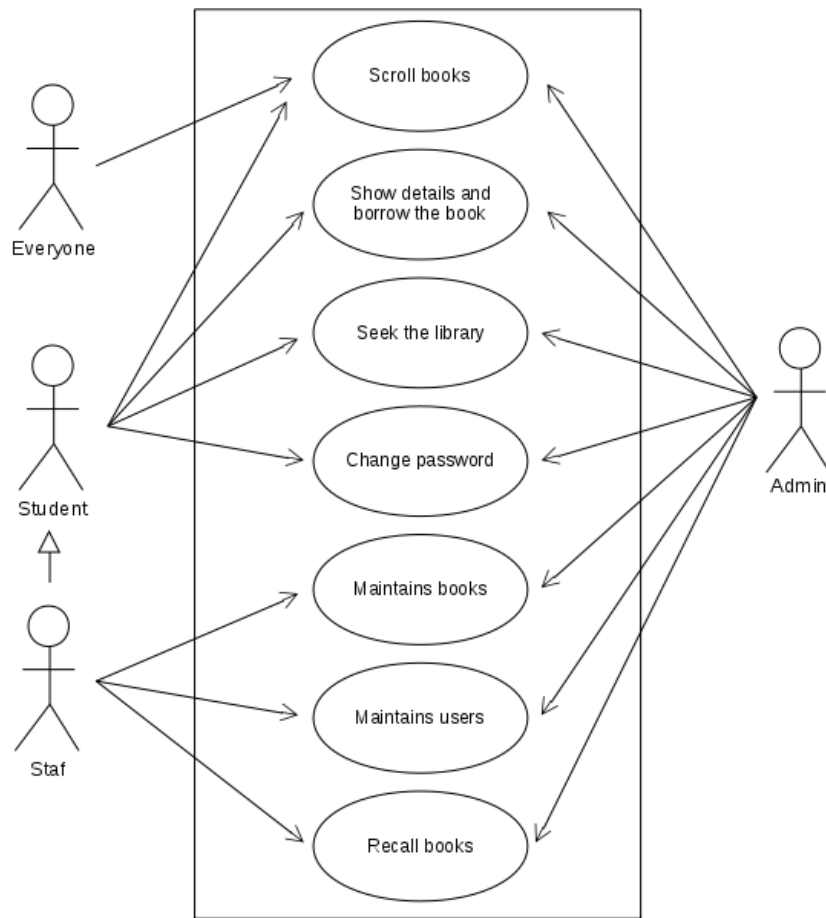 Scroll books
Everyone
Show details and
borrow the book
Seek the library
Student
Change password
Admin
Maintains books
Staf
Maintains users
Recall books